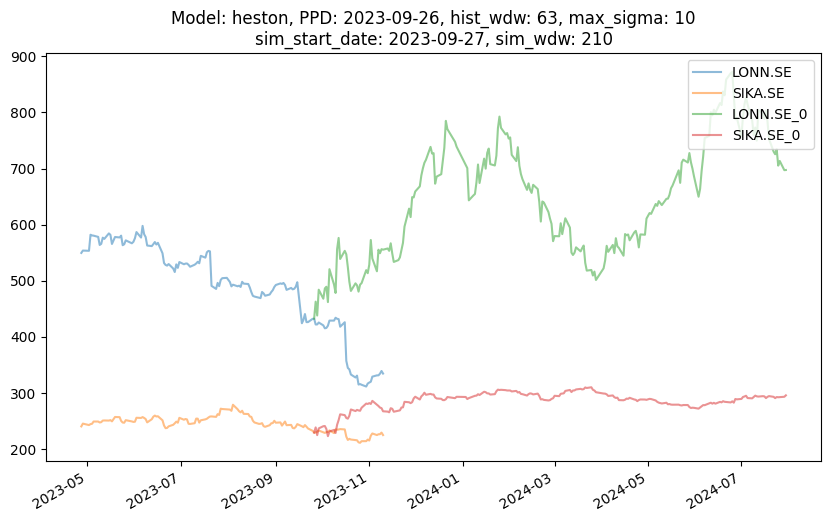 Model: heston, PPD: 2023-09-26, hist_wdw: 63, max_sigma: 10
sim_start_date: 2023-09-27, sim_wdw: 210
900
800
700
600
500
400
300
200
LONN.SE
SIKA.SE
LONN.SE_0
SIKA.SE_0
2023-05
2023-07
2023-09
2023-11
2024-01
2024-03
2024-05
2024-07